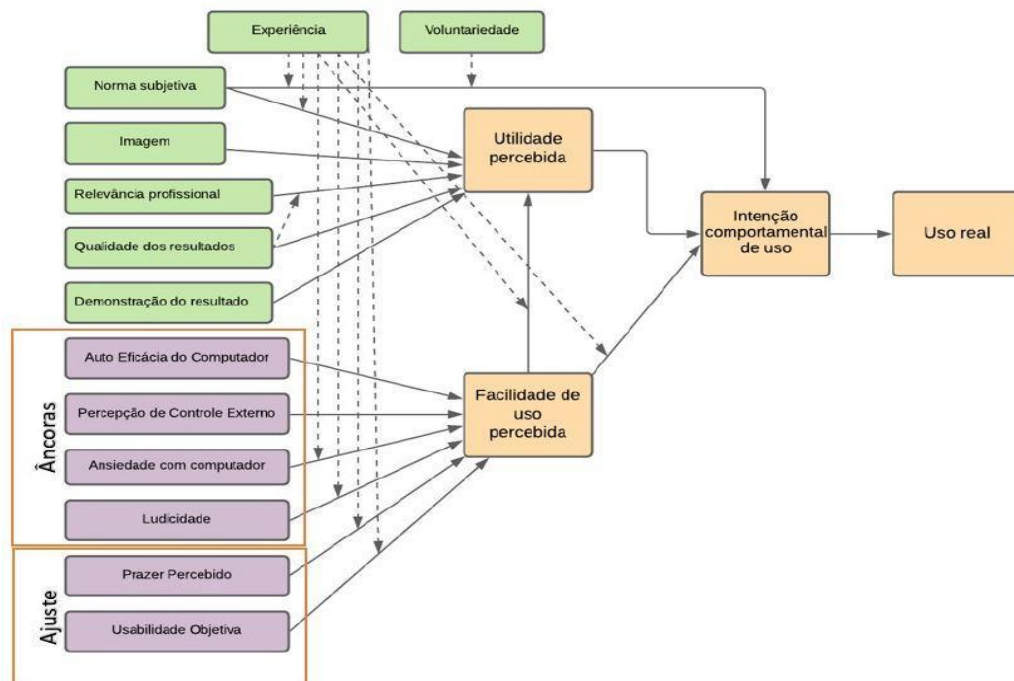 Experiência
Voluntariedade
Norma subjetiva
Imagem
Relevância profissional
Qualidade dos resultados
Demonstração do resultado
Utilidade
percebida
Intenção
comportamental
de uso
Uso real
Âncoras
Auto Eficácia do Computador
Percepção de Controle Externo
Ansiedade com computador
Ludicidade
Facilidade de
uso
percebida
Ajuste
Prazer Percebido
Usabilidade Objetiva